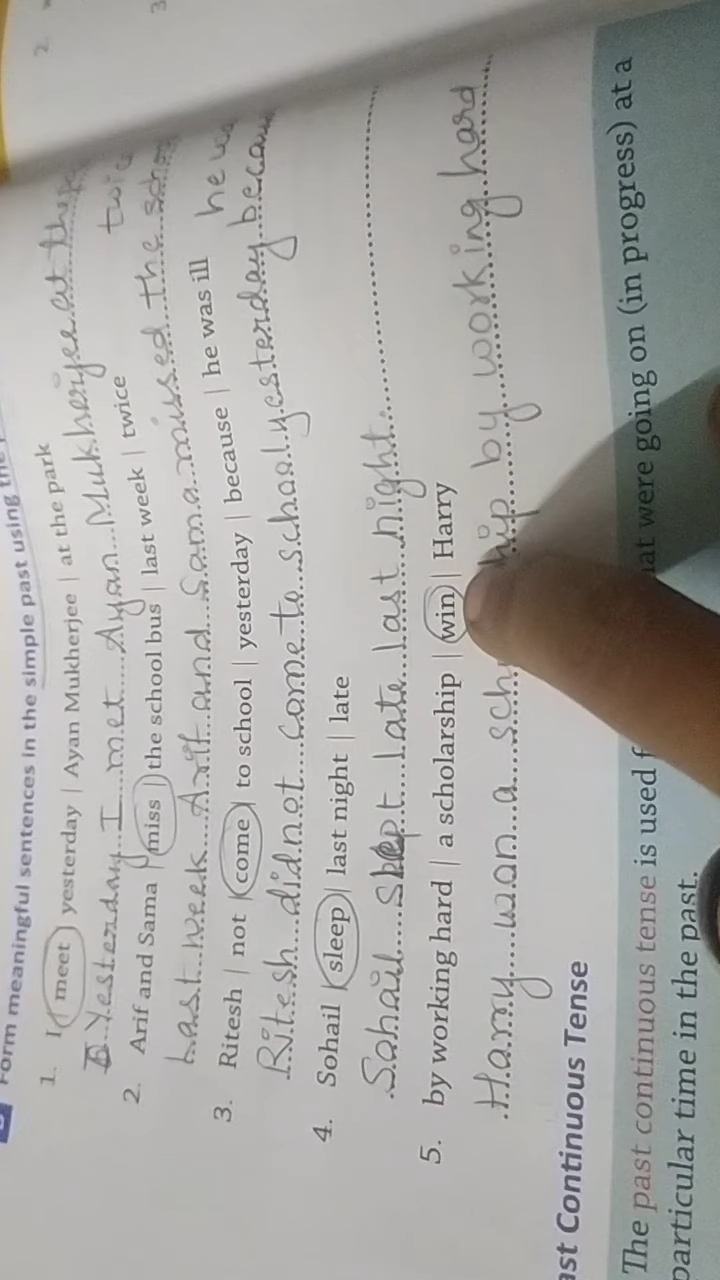 Form meaningful sentences in the simple past using the
1. I | meet | yesterday | Ayan Mukherjee | at the park
Yesterday I met Ayan Mukherjee at the
2. Arif and Sama | miss | the school bus | last week | twice
twice
Last week Arif and Sama missed the
3. Ritesh | not | come | to school | yesterday | because | he was ill
he
Ritesh did not come to school yesterday
4. Sohail | sleep | last night | late
Sohail slept late last night
5. by working hard | a scholarship | win | Harry
Harry won a by working hard
Continuous Tense
The past continuous tense is used were going on (in progress) at a
particular time in the past.
2.
3